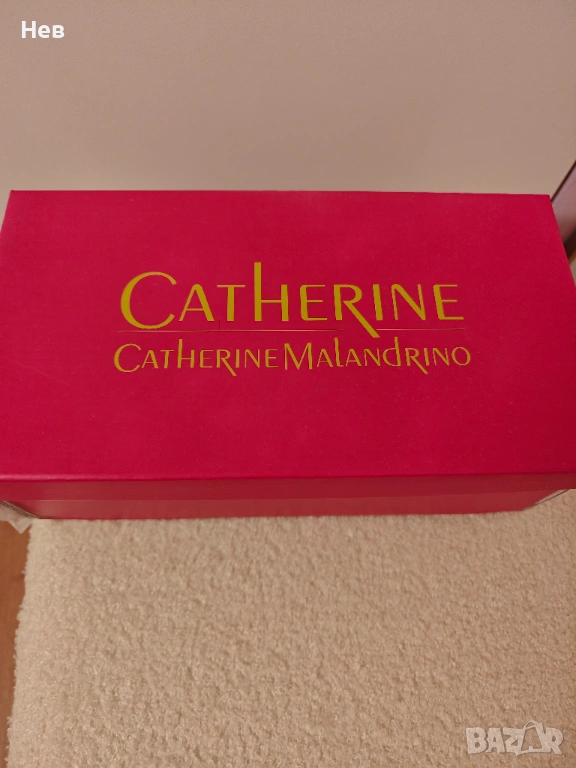 Нев
CATHERINE
CATHERINE MALANDRINO
BAZAR